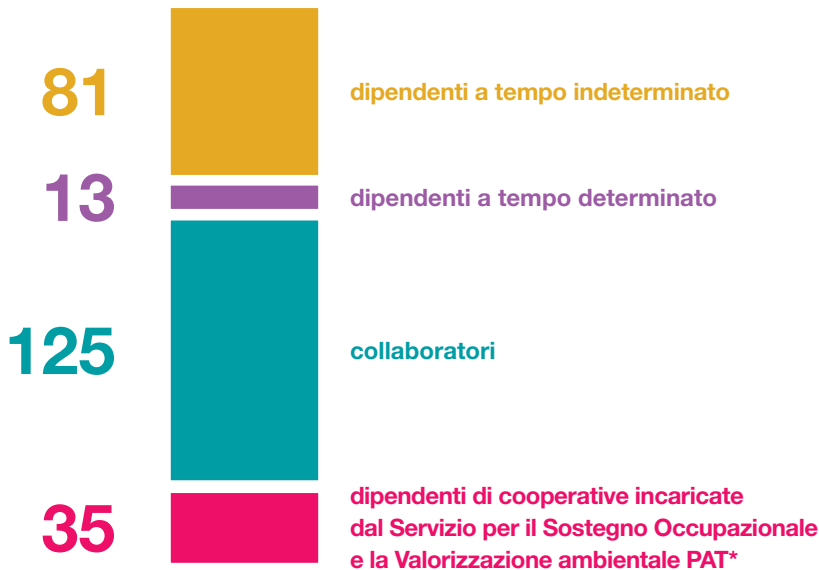 81
dipendenti a tempo indeterminato
13
dipendenti a tempo determinato
125
collaboratori
35
dipendenti di cooperative incaricate
dal Servizio per il Sostegno Occupazionale
e la Valorizzazione ambientale PAT*